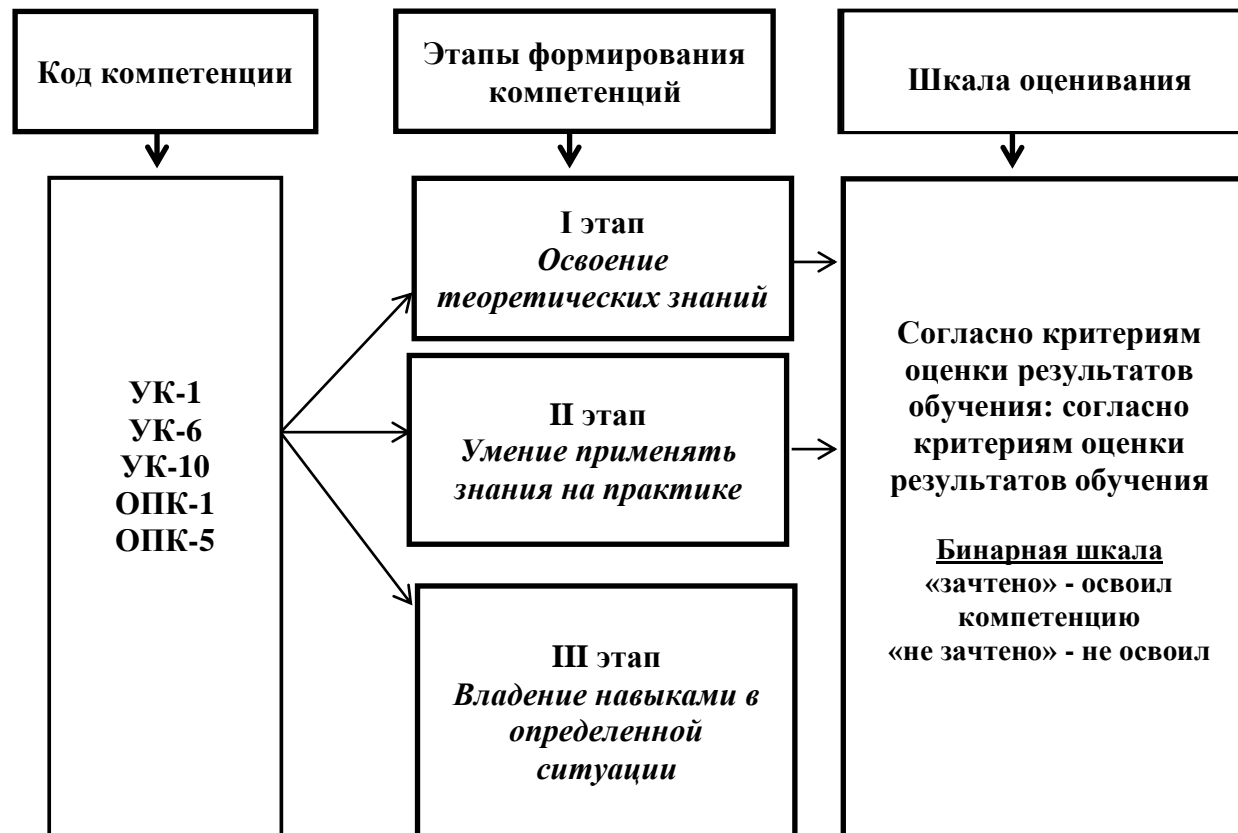 Код компетенции
Этапы формирования
компетенций
Шкала оценивания
УК-1
УК-6
УК-10
ОПК-1
ОПК-5
I этап
Освоение
теоретических знаний
II этап
Умение применять
знания на практике
III этап
Владение навыками в
определенной
ситуации
Согласно критериям
оценки результатов
обучения: согласно
критериям оценки
результатов обучения
Бинарная шкала
«зачтено» - освоил
компетенцию
«не зачтено» - не освоил